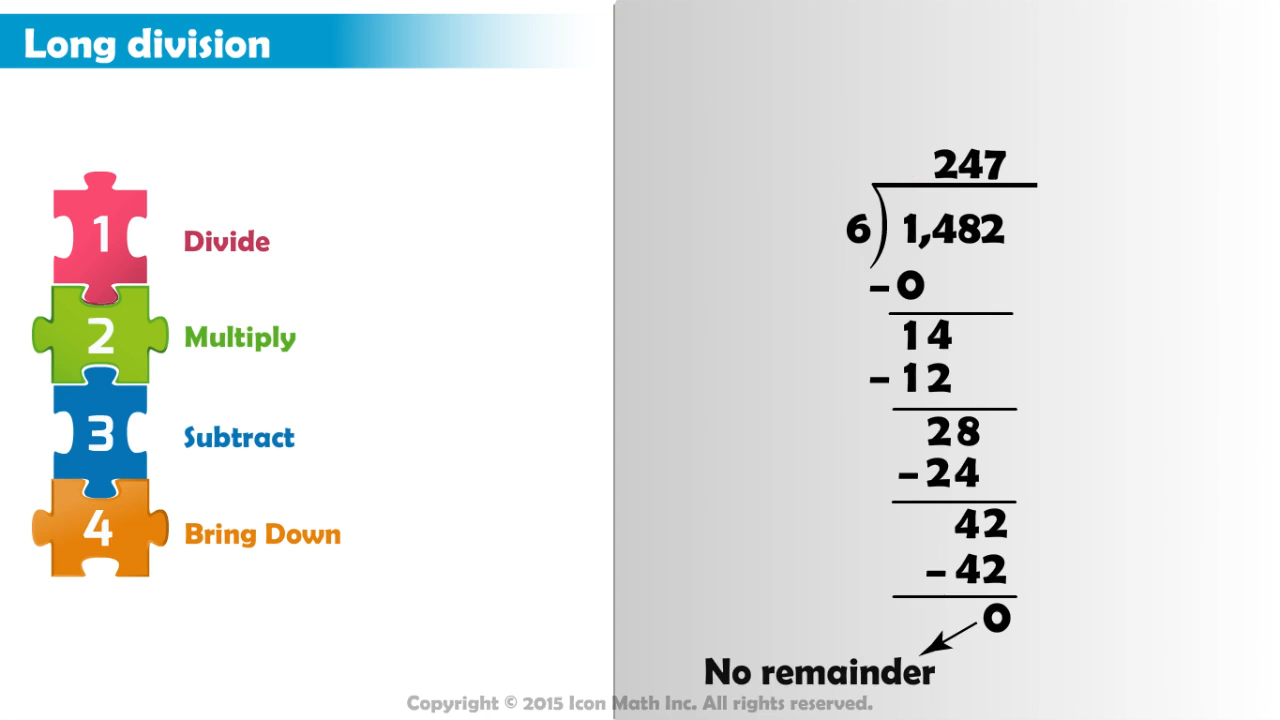 Long division
1
Divide
2
Multiply
3
Subtract
4
Bring Down
247
6 ) 1,482
– 0
14
– 12
28
– 24
42
– 42
0
No remainder
Copyright © 2015 Icon Math Inc. All rights reserved.